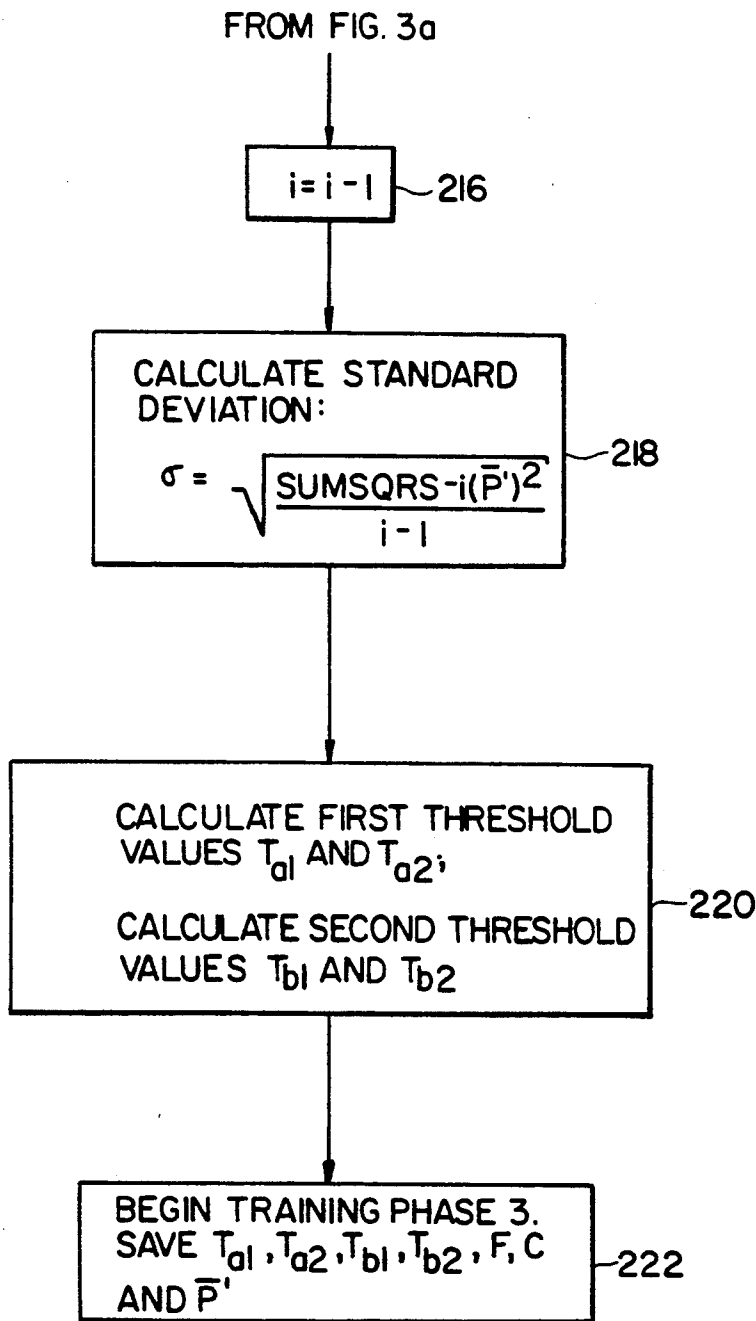 FROM FIG. 3a
i = i - 1
216
CALCULATE STANDARD
DEVIATION:
σ = √((SUMSQRS - i(P̅')²) / (i - 1))
218
CALCULATE FIRST THRESHOLD
VALUES Ta1 AND Ta2;
CALCULATE SECOND THRESHOLD
VALUES Tb1 AND Tb2
220
BEGIN TRAINING PHASE 3.
SAVE Ta1, Ta2, Tb1, Tb2, F, C
AND P̅'
222